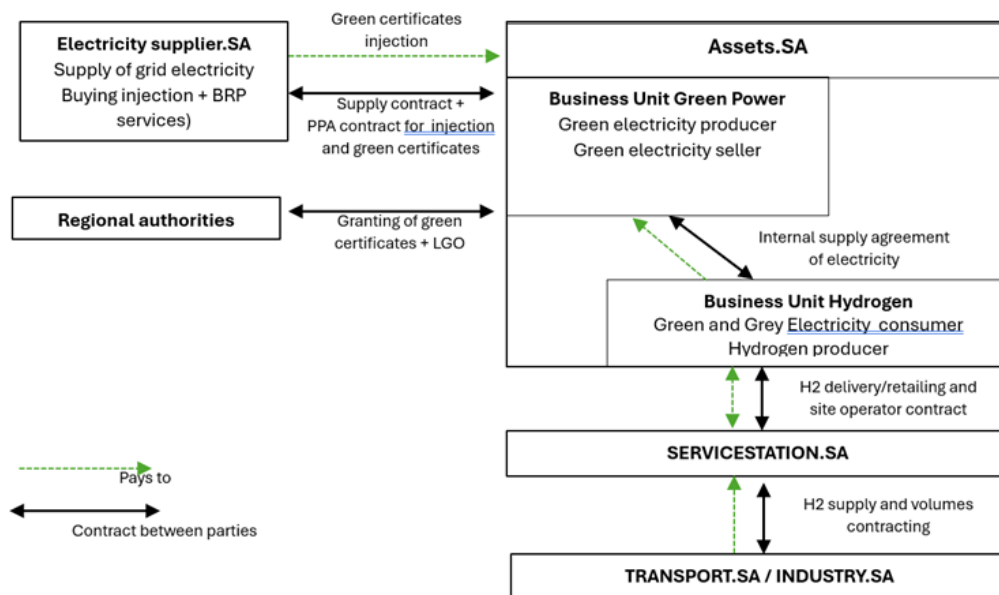 Electricity supplier.SA
Supply of grid electricity
Buying injection + BRP
services)
Green certificates
injection
Supply contract +
PPA contract for injection
and green certificates
Assets.SA
Business Unit Green Power
Green electricity producer
Green electricity seller
Regional authorities
Granting of green
certificates + LGO
Internal supply agreement
of electricity
Business Unit Hydrogen
Green and Grey Electricity consumer
Hydrogen producer
H2 delivery/retailing and
site operator contract
SERVICESTATION.SA
Pays to
Contract between parties
H2 supply and volumes
contracting
TRANSPORT.SA / INDUSTRY.SA